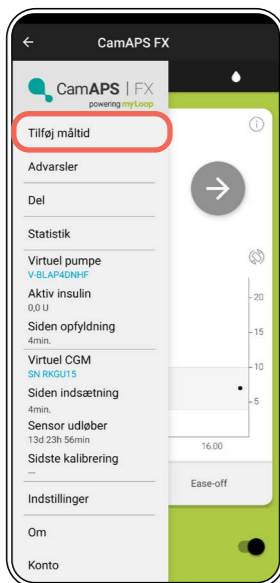 CamAPS FX
CamAPS | FX
powering myLoop
Tilføj måltid
Advarsler
Del
Statistik
Virtuel pumpe
V-BLAP4DNHF
Aktiv insulin
0,0 U
Siden opfyldning
4min.
Virtuel CGM
SN RKGU15
Siden indsætning
4min.
Sensor udløber
13d 23h 56min
Sidste kalibrering
—
Indstillinger
Om
Konto
20
15
10
5
16.00
Ease-off